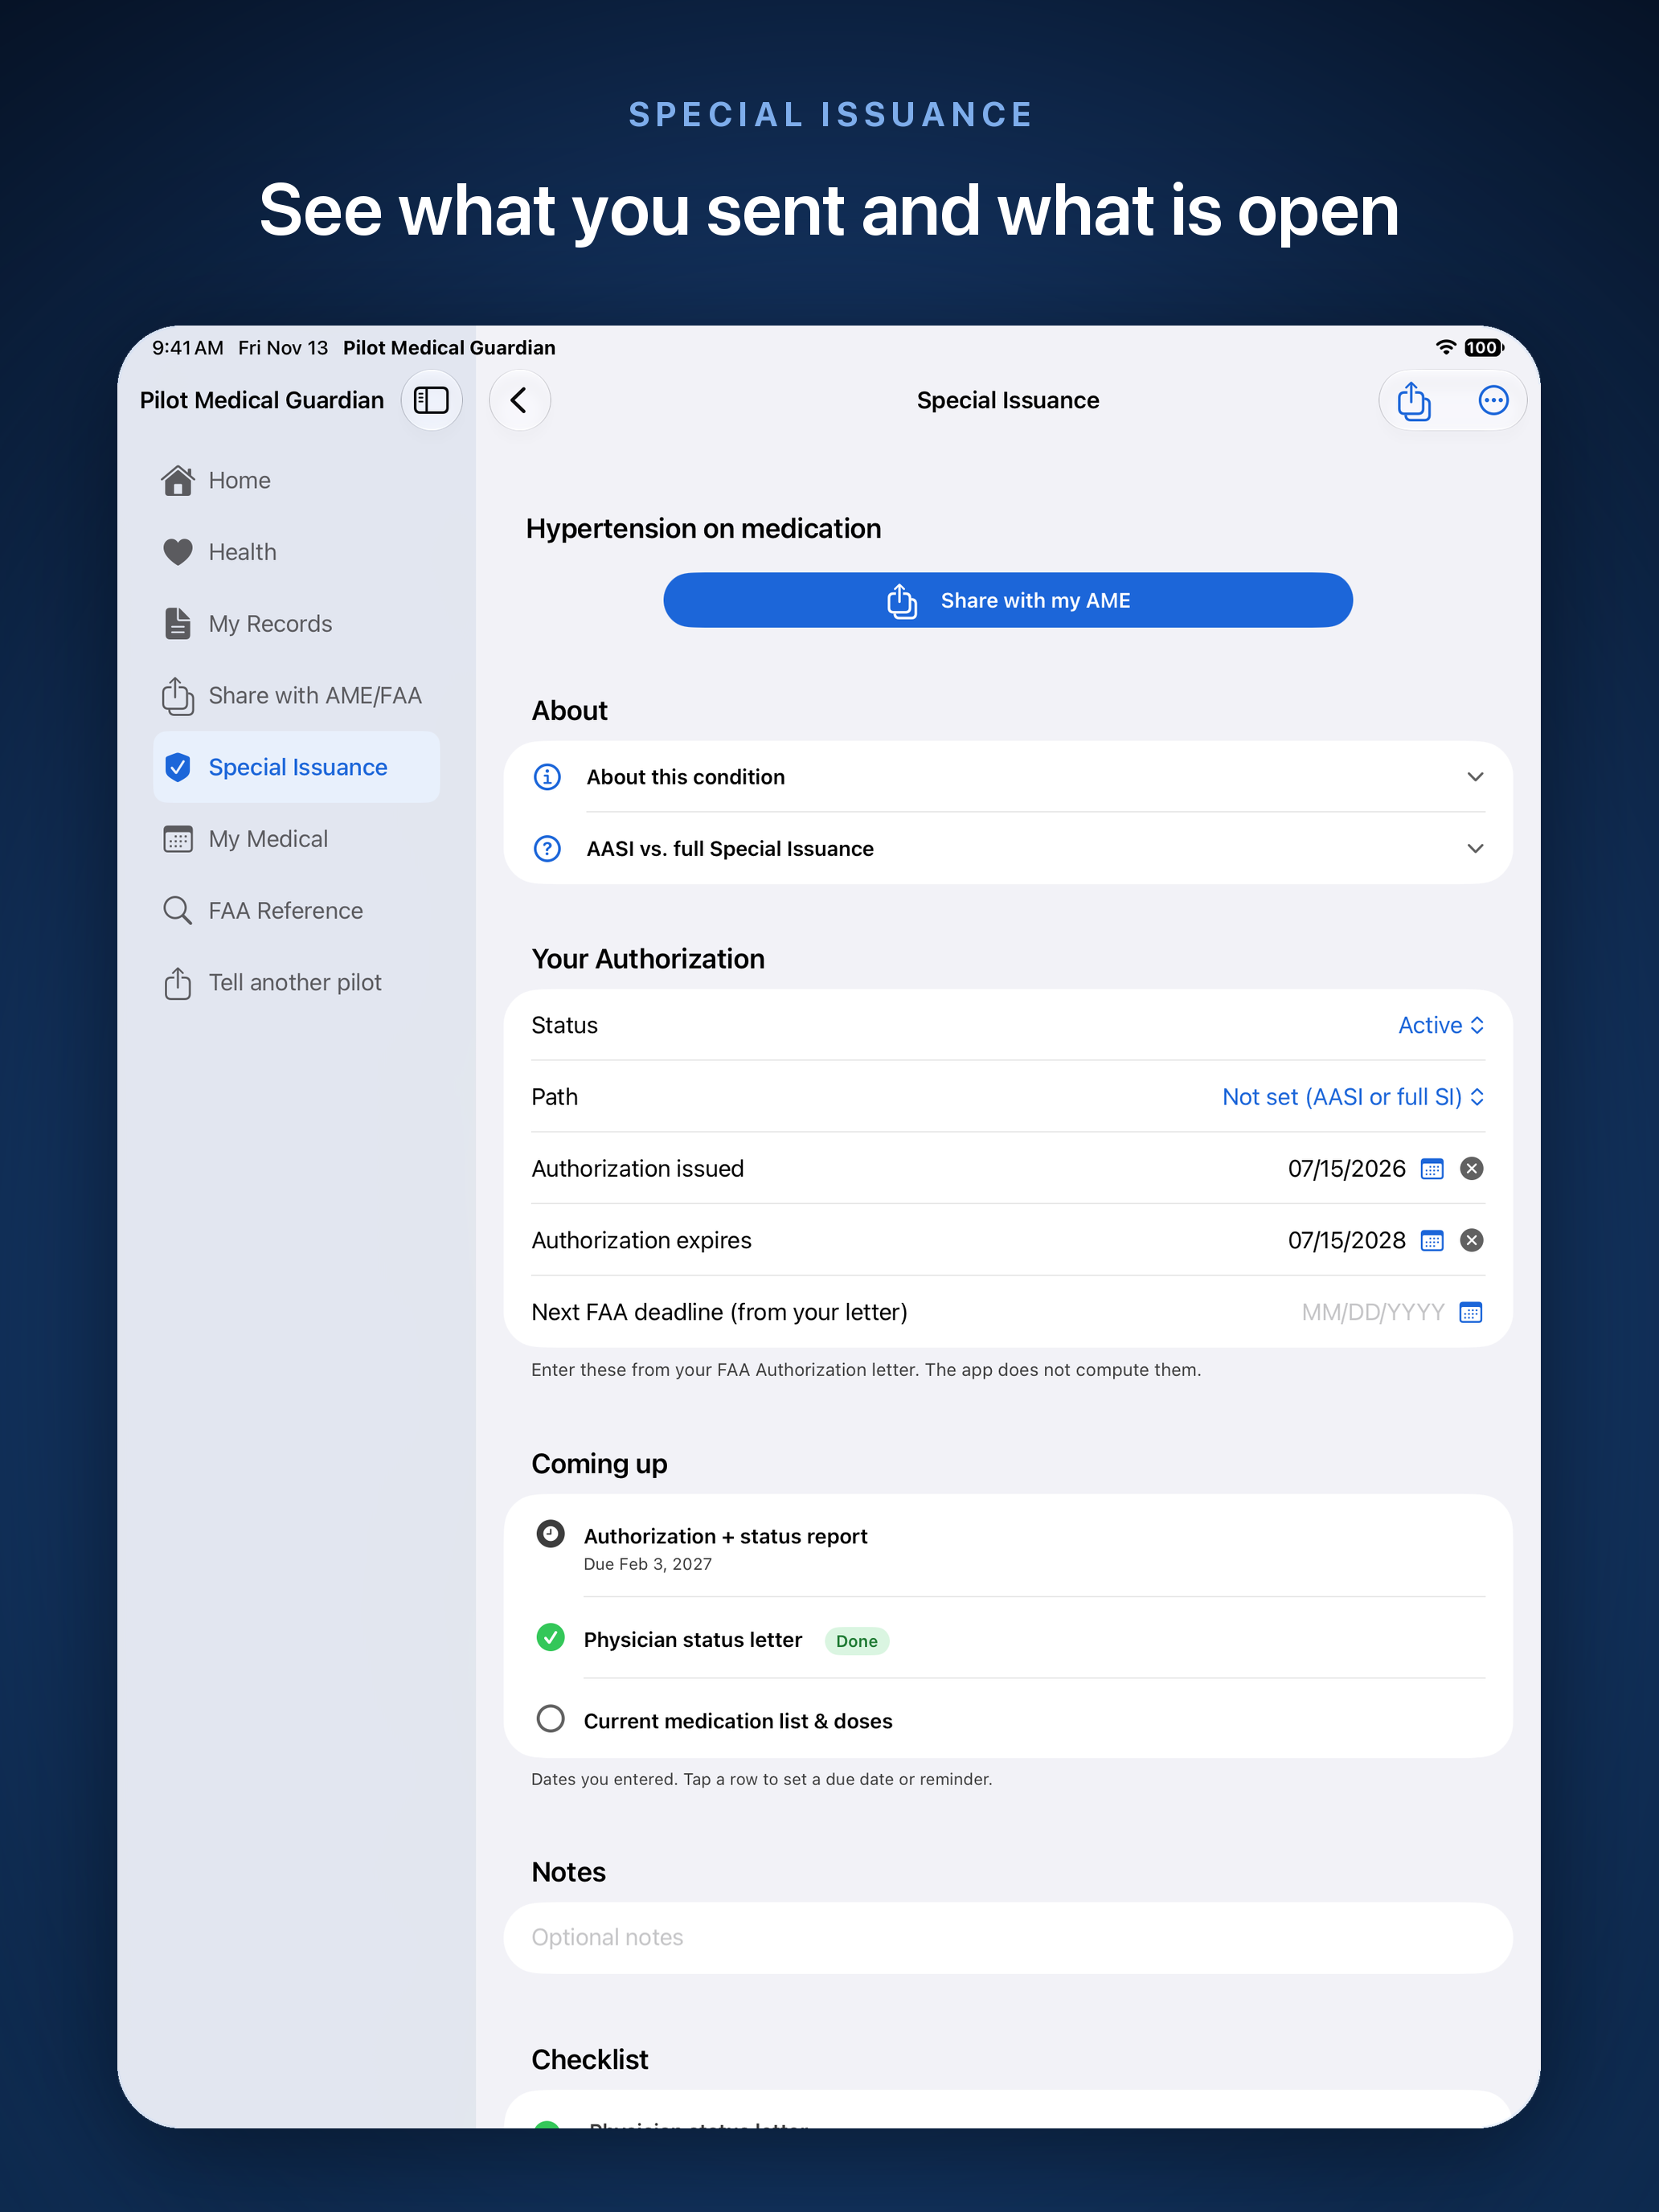 SPECIAL ISSUANCE
See what you sent and what is open
9:41 AM Fri Nov 13 Pilot Medical Guardian
100
Pilot Medical Guardian
Special Issuance
Home
Health
My Records
Share with AME/FAA
Special Issuance
My Medical
FAA Reference
Tell another pilot
Hypertension on medication
Share with my AME
About
About this condition
AASI vs. full Special Issuance
Your Authorization
Status Active
Path Not set (AASI or full SI)
Authorization issued 07/15/2026
Authorization expires 07/15/2028
Next FAA deadline (from your letter) MM/DD/YYYY
Enter these from your FAA Authorization letter. The app does not compute them.
Coming up
Authorization + status report
Due Feb 3, 2027
Physician status letter Done
Current medication list & doses
Dates you entered. Tap a row to set a due date or reminder.
Notes
Optional notes
Checklist
Physician status letter